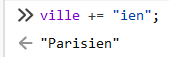 >> ville += "ien";
← "Parisien"